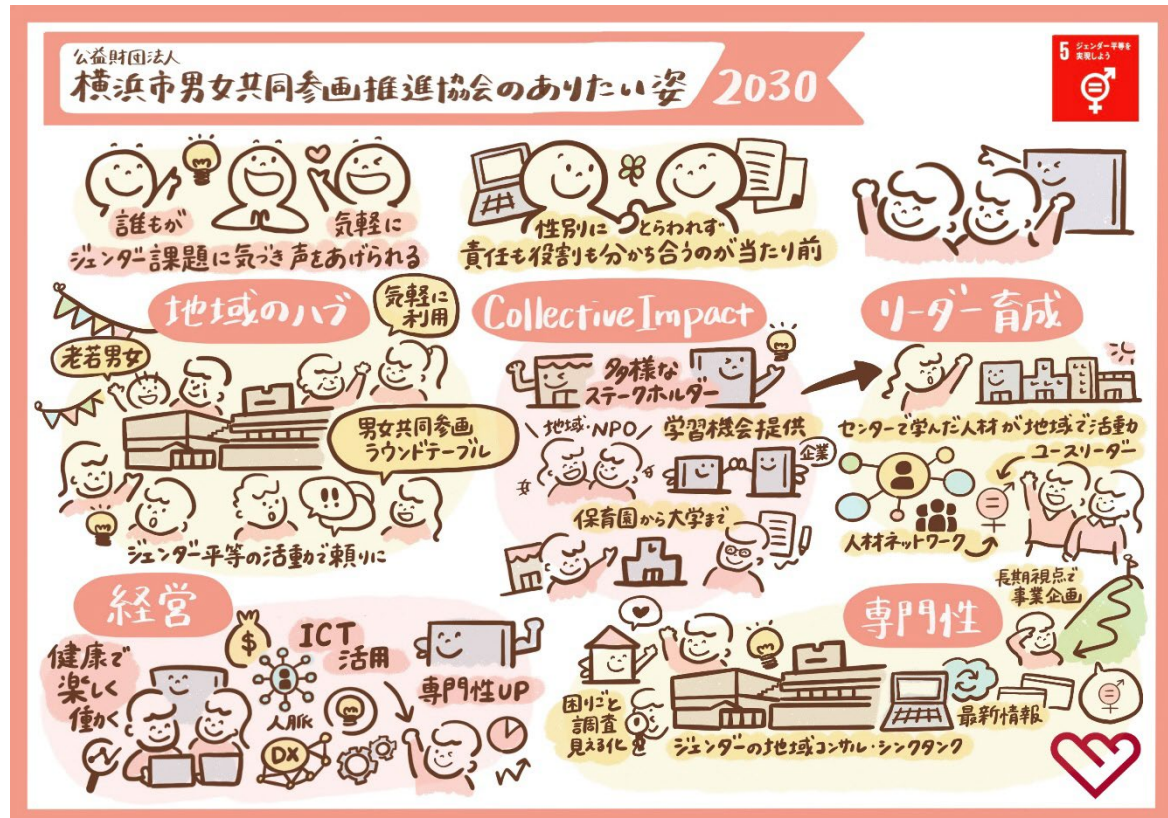 公益財団法人
横浜市男女共同参画推進協会のありたい姿 2030
5 ジェンダー平等を
実現しよう
誰もが 気軽に
ジェンダー課題に気づき声をあげられる
性別に とらわれず
責任も役割も分かち合うのが当たり前
地域のハブ
気軽に
利用
老若男女
男女共同参画
ラウンドテーブル
ジェンダー平等の活動で頼りに
Collective Impact
多様な
ステークホルダー
\地域・NPO/ 学習機会提供
企業
保育園から大学まで
リーダー育成
センターで学んだ人材が地域で活動
ユースリーダー
人材ネットワーク
経営
健康で
楽しく
働く
$
ICT
活用
人脈
DX
専門性UP
専門性
長期視点で
事業企画
困りごと
調査
見える化
最新情報
ジェンダーの地域コンサル・シンクタンク